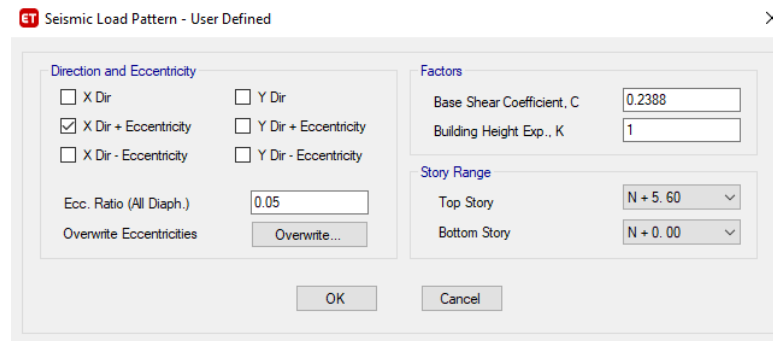 ET Seismic Load Pattern - User Defined
Direction and Eccentricity
X Dir
Y Dir
X Dir + Eccentricity
Y Dir + Eccentricity
X Dir - Eccentricity
Y Dir - Eccentricity
Ecc. Ratio (All Diaph.)
0.05
Overwrite Eccentricities
Overwrite...
Factors
Base Shear Coefficient, C
0.2388
Building Height Exp., K
1
Story Range
Top Story
N + 5. 60
Bottom Story
N + 0. 00
OK
Cancel